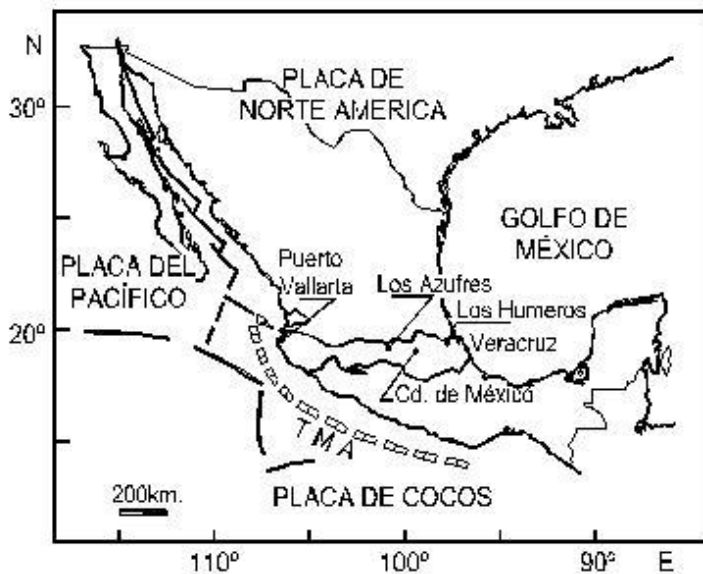 N
PLACA DE
NORTE AMERICA
30º
GOLFO DE
MÉXICO
PLACA DEL
PACÍFICO
Puerto
Vallarta
Los Azufres
Los Humeros
20º
Veracruz
Cd. de México
TMA
200km.
PLACA DE COCOS
110º
100º
90º
E